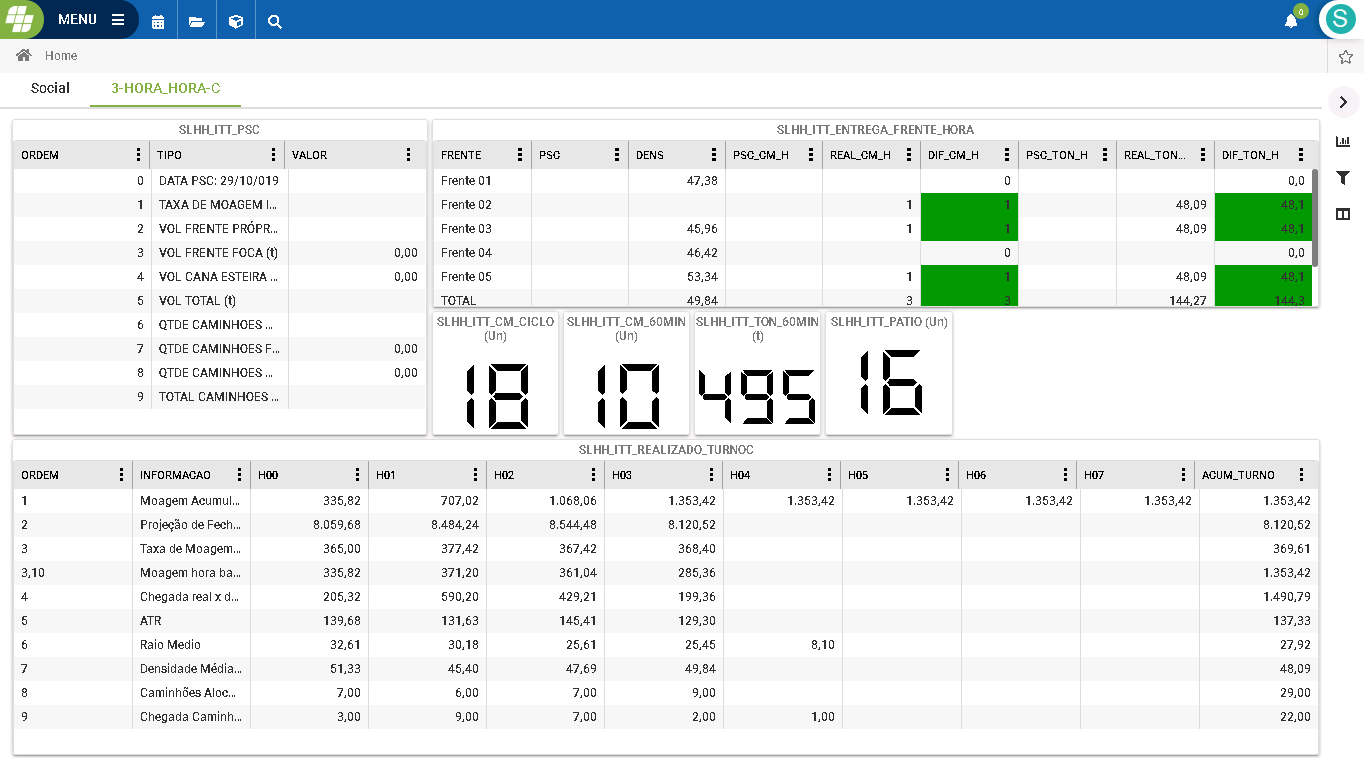 MENU
0
S
Home
Social 3-HORA_HORA-C
SLHH_ITT_PSC
ORDEM TIPO VALOR
0 DATA PSC: 29/10/019
1 TAXA DE MOAGEM I...
2 VOL FRENTE PRÓPR...
3 VOL FRENTE FOCA (t) 0,00
4 VOL CANA ESTEIRA ... 0,00
5 VOL TOTAL (t)
6 QTDE CAMINHOES ...
7 QTDE CAMINHOES F... 0,00
8 QTDE CAMINHOES ... 0,00
9 TOTAL CAMINHOES ...
SLHH_ITT_ENTREGA_FRENTE_HORA
FRENTE PSC DENS PSC_CM_H REAL_CM_H DIF_CM_H PSC_TON_H REAL_TON... DIF_TON_H
Frente 01 47,38 0 0,0
Frente 02 1 1 48,09 48,1
Frente 03 45,96 1 1 48,09 48,1
Frente 04 46,42 0 0,0
Frente 05 53,34 1 1 48,09 48,1
TOTAL 49,84 3 3 144,27 144,3
SLHH_ITT_CM_CICLO
(Un)
18
SLHH_ITT_CM_60MIN
(Un)
10
SLHH_ITT_TON_60MIN
(t)
495
SLHH_ITT_PATIO (Un)
16
SLHH_ITT_REALIZADO_TURNOC
ORDEM INFORMACAO H00 H01 H02 H03 H04 H05 H06 H07 ACUM_TURNO
1 Moagem Acumul... 335,82 707,02 1.068,06 1.353,42 1.353,42 1.353,42 1.353,42 1.353,42 1.353,42
2 Projeção de Fech... 8.059,68 8.484,24 8.544,48 8.120,52 8.120,52
3 Taxa de Moagem... 365,00 377,42 367,42 368,40 369,61
3,10 Moagem hora ba... 335,82 371,20 361,04 285,36 1.353,42
4 Chegada real x d... 205,32 590,20 429,21 199,36 1.490,79
5 ATR 139,68 131,63 145,41 129,30 137,33
6 Raio Medio 32,61 30,18 25,61 25,45 8,10 27,92
7 Densidade Média... 51,33 45,40 47,69 49,84 48,09
8 Caminhões Aloc... 7,00 6,00 7,00 9,00 29,00
9 Chegada Caminh... 3,00 9,00 7,00 2,00 1,00 22,00